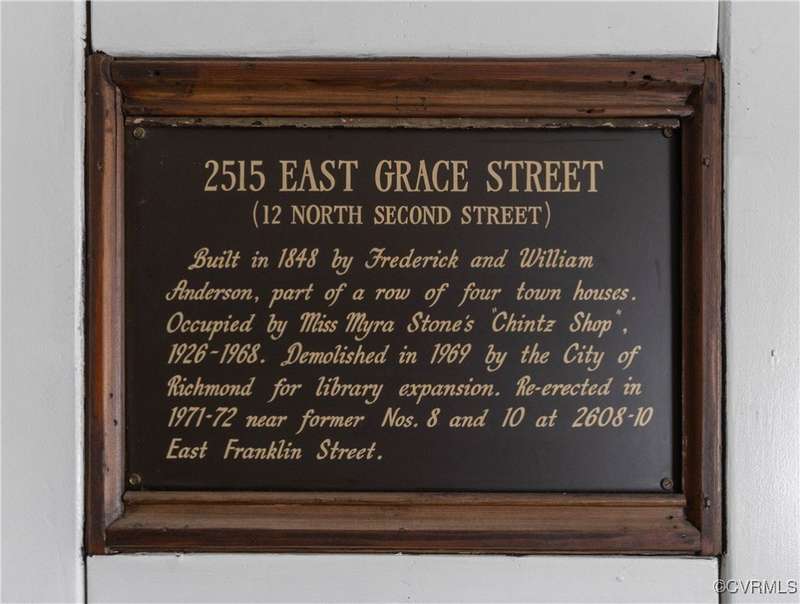 2515 EAST GRACE STREET
(12 NORTH SECOND STREET)
Built in 1848 by Frederick and William
Anderson, part of a row of four town houses.
Occupied by Miss Myra Stone's "Chintz Shop",
1926-1968. Demolished in 1969 by the City of
Richmond for library expansion. Re-erected in
1971-72 near former Nos. 8 and 10 at 2608-10
East Franklin Street.
©CVRMLS